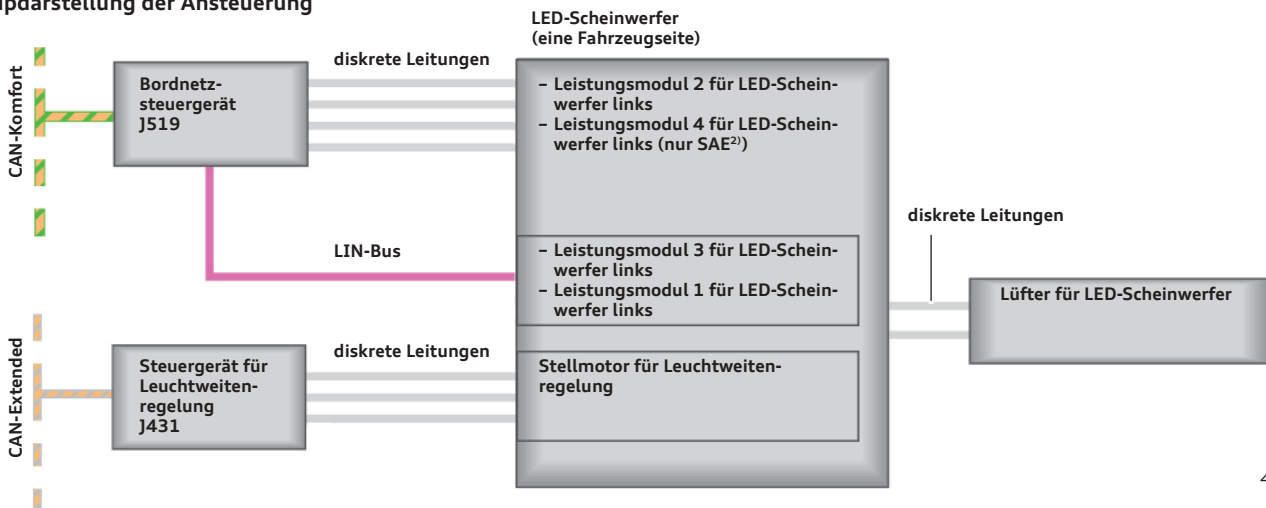 der Ansteuerung
LED-Scheinwerfer
(eine Fahrzeugseite)
CAN-Komfort
Bordnetz-
steuergerät
J519
diskrete Leitungen
– Leistungsmodul 2 für LED-Schein-
werfer links
– Leistungsmodul 4 für LED-Schein-
werfer links (nur SAE²⁾)
LIN-Bus
– Leistungsmodul 3 für LED-Schein-
werfer links
– Leistungsmodul 1 für LED-Schein-
werfer links
diskrete Leitungen
Lüfter für LED-Scheinwerfer
CAN-Extended
Steuergerät für
Leuchtweiten-
regelung
J431
diskrete Leitungen
Stellmotor für Leuchtweiten-
regelung